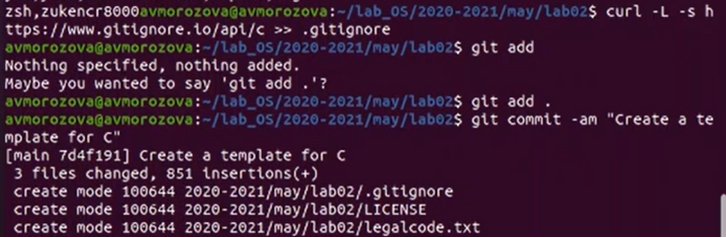 zsh,zukencr8000avmorozova@avmorozova:~/lab_OS/2020-2021/may/lab02$ curl -L -s h
ttps://www.gitignore.io/api/c >> .gitignore
avmorozova@avmorozova:~/lab_OS/2020-2021/may/lab02$ git add
Nothing specified, nothing added.
Maybe you wanted to say 'git add .'?
avmorozova@avmorozova:~/lab_OS/2020-2021/may/lab02$ git add .
avmorozova@avmorozova:~/lab_OS/2020-2021/may/lab02$ git commit -am "Create a te
mplate for C"
[main 7d4f191] Create a template for C
 3 files changed, 851 insertions(+)
 create mode 100644 2020-2021/may/lab02/.gitignore
 create mode 100644 2020-2021/may/lab02/LICENSE
 create mode 100644 2020-2021/may/lab02/legalcode.txt